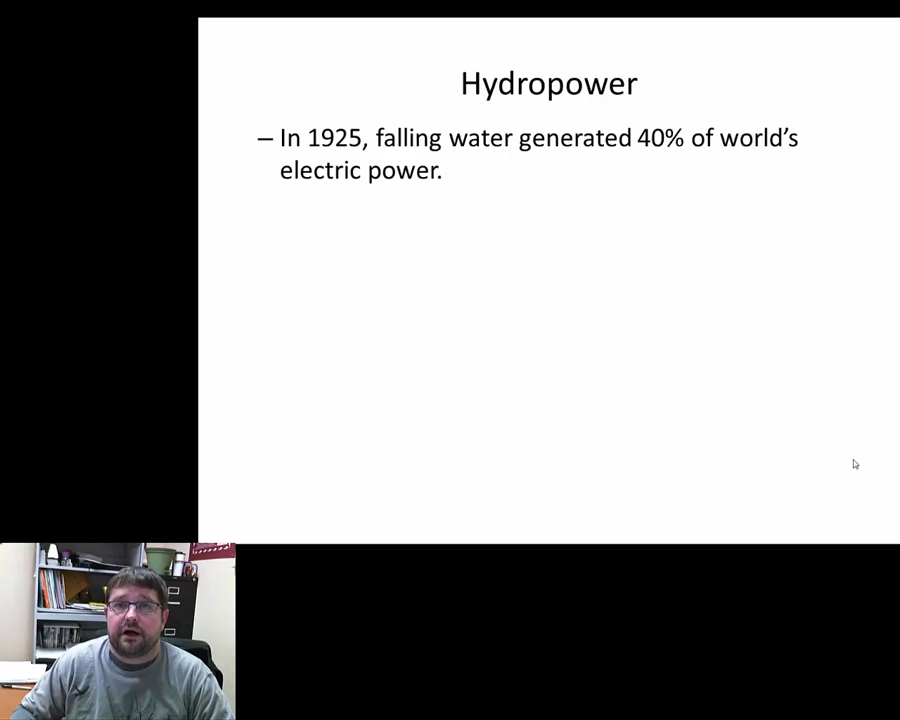 Hydropower
– In 1925, falling water generated 40% of world’s
electric power.